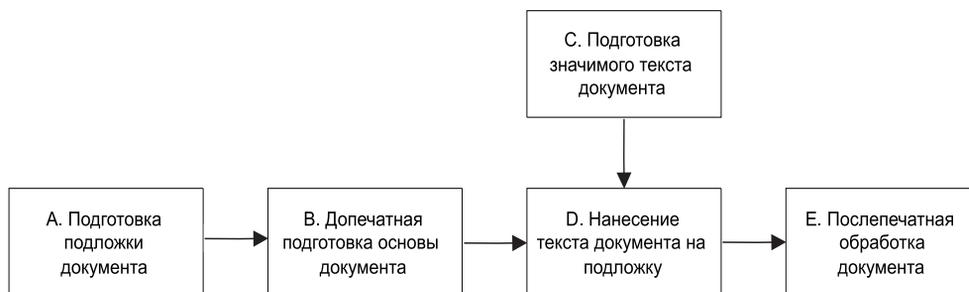 С. Подготовка
значимого текста
документа
А. Подготовка
подложки
документа
В. Допечатная
подготовка основы
документа
D. Нанесение
текста документа на
подложку
Е. Послепечатная
обработка
документа